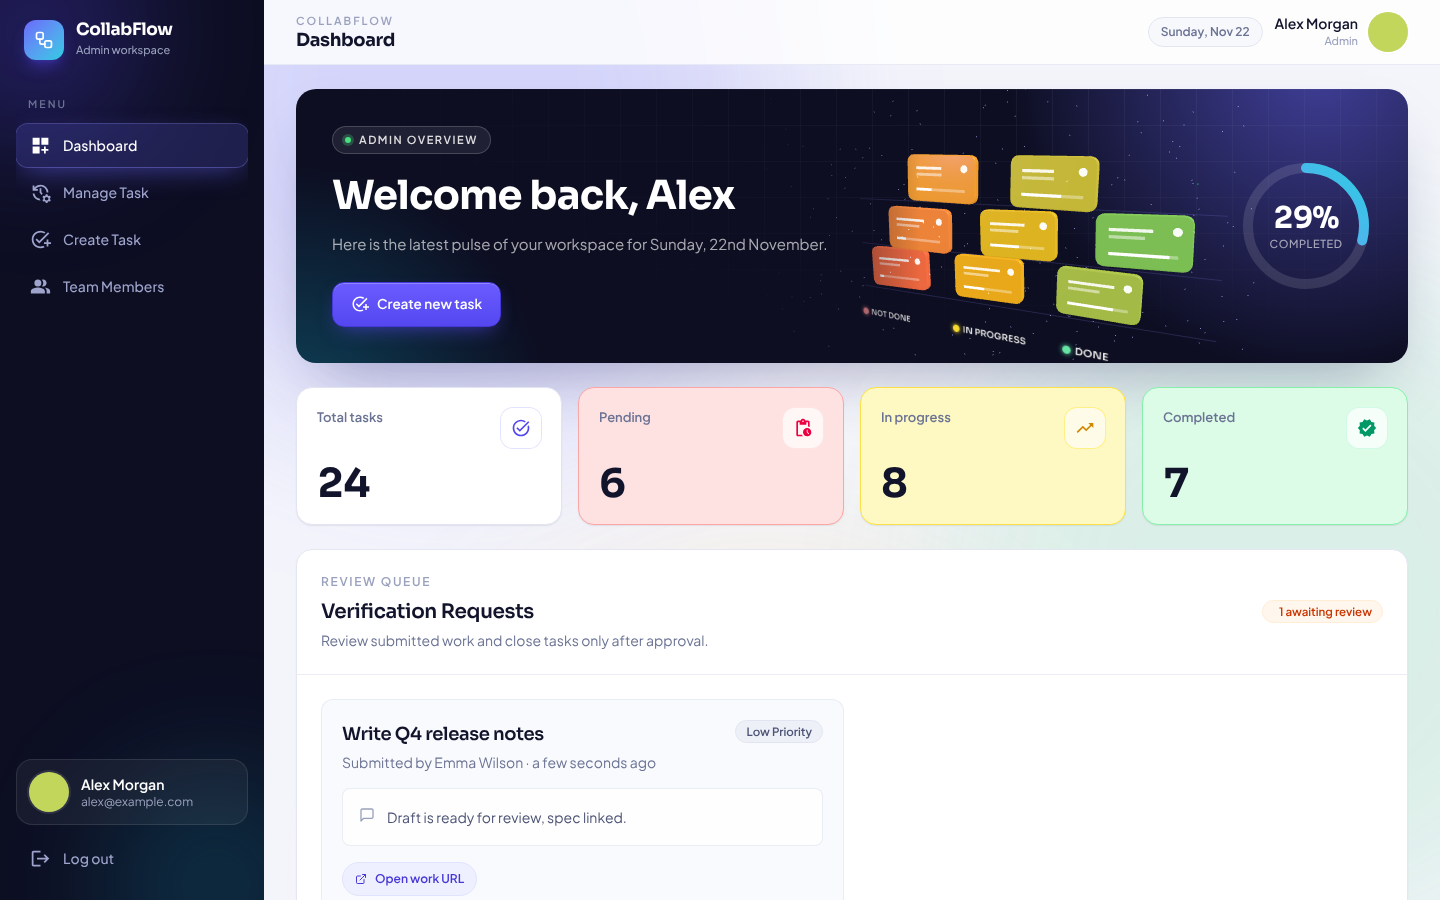 CollabFlow
Admin workspace
MENU
Dashboard
Manage Task
Create Task
Team Members
Alex Morgan
alex@example.com
Log out
COLLABFLOW
Dashboard
Sunday, Nov 22
Alex Morgan
Admin
ADMIN OVERVIEW
Welcome back, Alex
Here is the latest pulse of your workspace for Sunday, 22nd November.
Create new task
NOT DONE
IN PROGRESS
DONE
29%
COMPLETED
Total tasks
24
Pending
6
In progress
8
Completed
7
REVIEW QUEUE
Verification Requests
Review submitted work and close tasks only after approval.
1 awaiting review
Write Q4 release notes
Low Priority
Submitted by Emma Wilson · a few seconds ago
Draft is ready for review, spec linked.
Open work URL